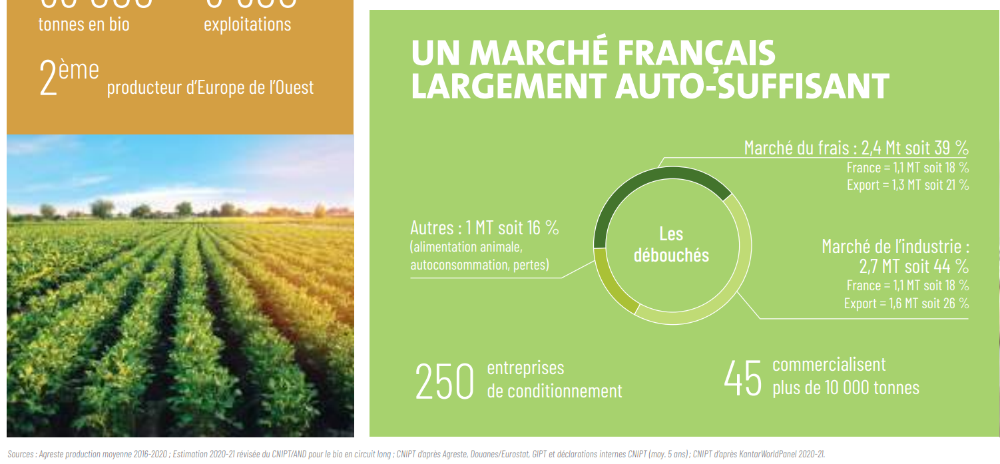 tonnes en bio
exploitations
2ème producteur d'Europe de l'Ouest
UN MARCHÉ FRANÇAIS
LARGEMENT AUTO-SUFFISANT
Marché du frais : 2,4 Mt soit 39 %
France = 1,1 MT soit 18 %
Export = 1,3 MT soit 21 %
Autres : 1 MT soit 16 %
(alimentation animale,
autoconsommation, pertes)
Les
débouchés
Marché de l'industrie :
2,7 MT soit 44 %
France = 1,1 MT soit 18 %
Export = 1,6 MT soit 26 %
250 entreprises
de conditionnement
45 commercialisent
plus de 10 000 tonnes
Sources : Agreste production moyenne 2016-2020 ; Estimation 2020-21 révisée du CNIPT/AND pour le bio en circuit long ; CNIPT d'après Agreste, Douanes/Eurostat, GIPT et déclarations internes CNIPT (moy. 5 ans) ; CNIPT d'après KantarWorldPanel 2020-21.